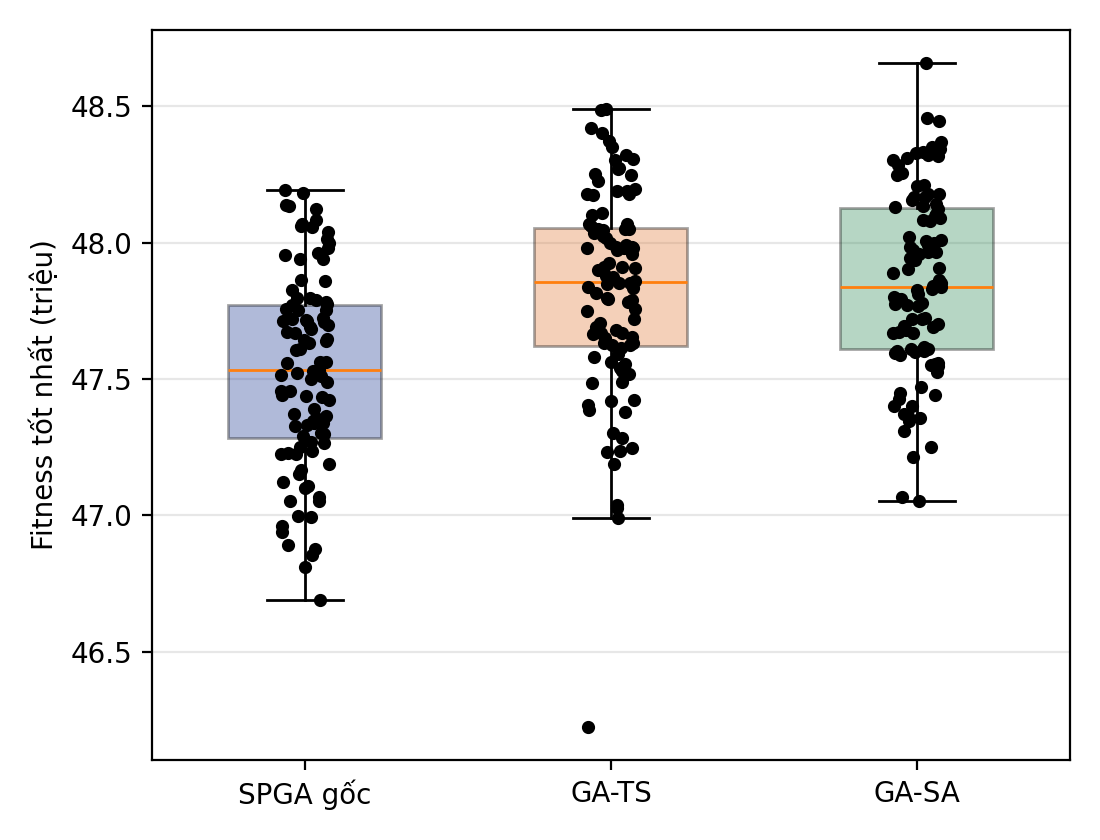 Fitness tốt nhất (triệu)
48.5
48.0
47.5
47.0
46.5
SPGA gốc
GA-TS
GA-SA